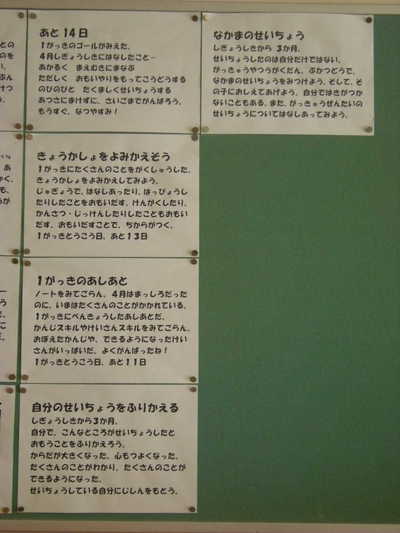 あと１４日
１がっきのゴールがみえた。
４月しぎょうしきにはなしたこと―
あかるく　まえむきにまなぶ
ただしく　おもいやりをもってこうどうする
のびのびと　たくましくせいちょうする
あつさにまけずに、さいごまでがんばろう。
もうすぐ、なつやすみ！
なかまのせいちょう
しぎょうしきから３か月。
せいちょうしたのは自分だけではない。
がっきゅうやつうがくだん、ぶかつどうで、
なかまのせいちょうをみつけよう。そして、そ
の子におしえてあげよう。自分ではきがつか
ないこともある。また、がっきゅうぜんたいの
せいちょうについてはなしあってみよう。
きょうかしょをよみかえそう
１がっきにたくさんのことをがくしゅうした。
きょうかしょをよみかえしてみよう。
じゅぎょうで、はなしあったり、はっぴょうし
たりしたことをおもいだす。けんがくしたり、
かんさつ・じっけんしたりしたこともおもい
だす。おもいだすことで、ちからがつく。
１がっきとうこう日、あと１３日
１がっきのあしあと
ノートをみてごらん。４月はまっしろだった
のに、いまはたくさんのことがかかれている。
１がっきにべんきょうしたあしあとだ。
かんじスキルやけいさんスキルをみてごらん。
おぼえたかんじや、できるようになったけい
さんがいっぱいだ。よくがんばったね！
１がっきとうこう日、あと１１日
自分のせいちょうをふりかえる
しぎょうしきから３か月。
自分で、こんなところがせいちょうしたと
おもうことをふりかえろう。
からだが大きくなった。心もつよくなった。
たくさんのことがわかり、たくさんのことが
できるようになった。
せいちょうしている自分にじしんをもとう。